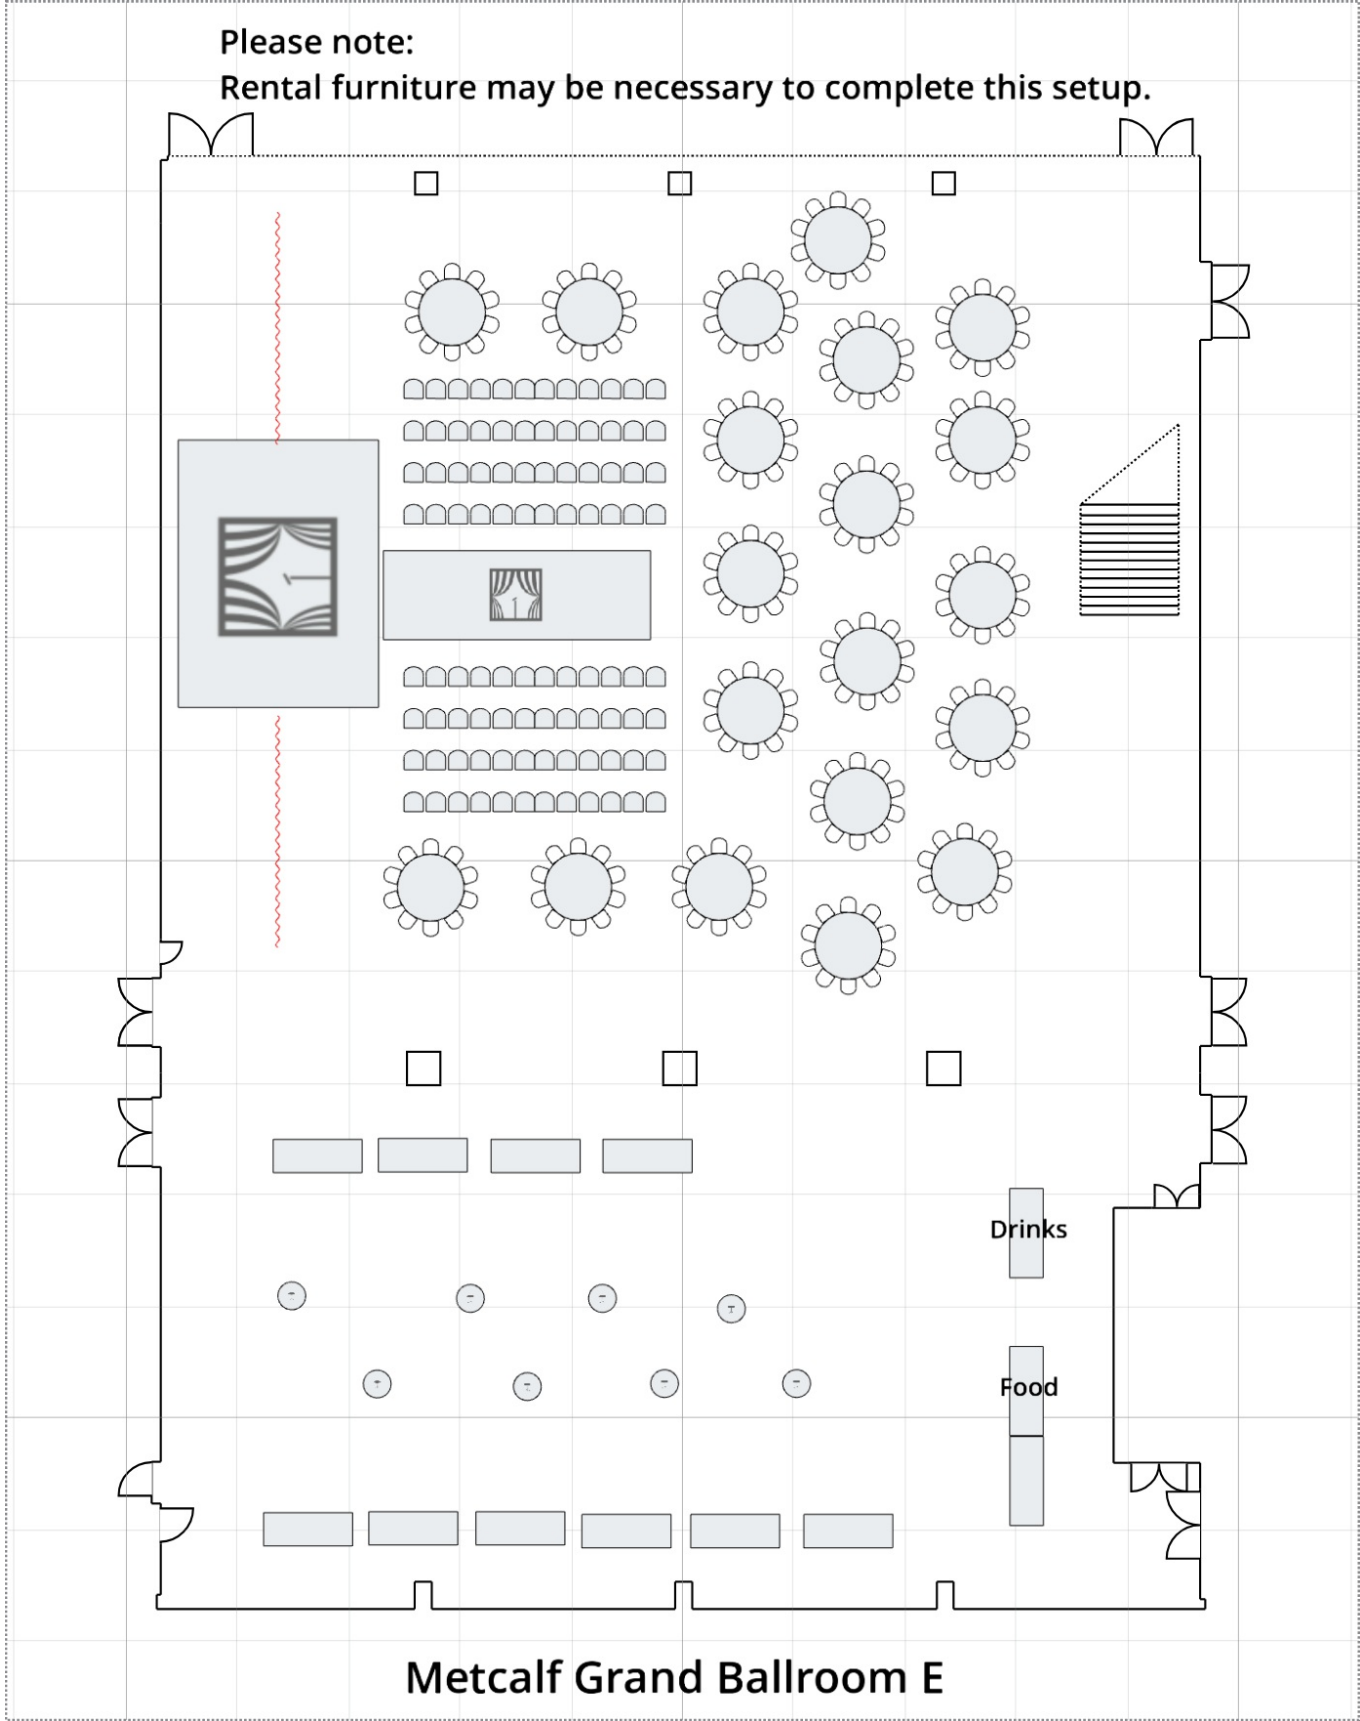 Please note:
Rental furniture may be necessary to complete this setup.
Drinks
Food
Metcalf Grand Ballroom E